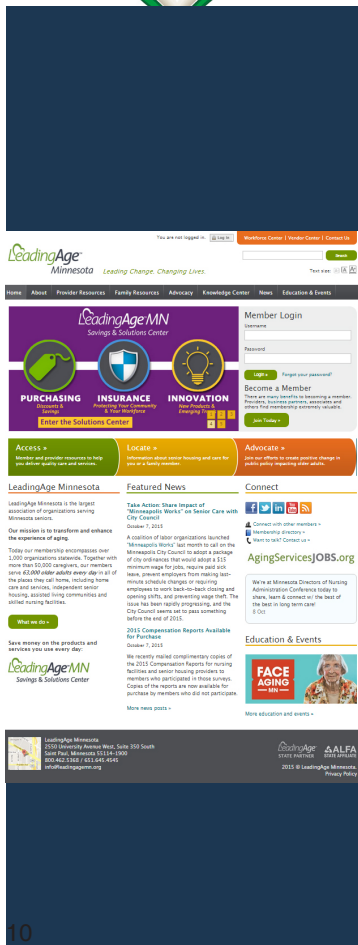 You are not logged in. Log In Workforce Center | Vendor Center | Contact Us
LeadingAge™
Minnesota Leading Change. Changing Lives.
Search
Text size: A A A
Home About Provider Resources Family Resources Advocacy Knowledge Center News Education & Events
LeadingAge MN
Savings & Solutions Center
PURCHASING
Discounts &
Savings
INSURANCE
Protecting Your Community
& Your Workforce
INNOVATION
New Products &
Emerging
Enter the Solutions Center
Member Login
Username
Password
Login » Forgot your password?
Become a Member
There are many benefits to becoming a member.
Providers, business partners, associates and
others find membership extremely valuable.
Join Today »
Access »
Member and provider resources to help
you deliver quality care and services.
Locate »
Information about senior housing and care for
you or a family member.
Advocate »
Join our efforts to create positive change in
public policy impacting older adults.
LeadingAge Minnesota
LeadingAge Minnesota is the largest
association of organizations serving
Minnesota seniors.
Our mission is to transform and enhance
the experience of aging.
Today our membership encompasses over
1,000 organizations statewide. Together with
more than 50,000 caregivers, our members
serve 63,000 older adults every day in all of
the places they call home, including home
care and services, independent senior
housing, assisted living communities and
skilled nursing facilities.
What we do »
Save money on the products and
services you use every day:
LeadingAge MN
Savings & Solutions Center
Featured News
Take Action: Share Impact of
"Minneapolis Works" on Senior Care with
City Council
October 7, 2015
A coalition of labor organizations launched
"Minneapolis Works" last month to call on the
Minneapolis City Council to adopt a package
of city ordinances that would adopt a $15
minimum wage for jobs, require paid sick
leave, prevent employers from making last-
minute schedule changes or requiring
employees to work back-to-back closing and
opening shifts, and preventing wage theft. The
issue has been rapidly progressing, and the
City Council seems set to pass something
before the end of the year.
2015 Compensation Reports Available
for Purchase
October 7, 2015
We recently mailed complimentary copies of
the 2015 Compensation Reports for nursing
facilities and senior housing providers to
members who participated in those surveys.
Copies of the reports are now available for
purchase by members who did not participate.
More news posts »
Connect
Connect with other members »
Membership directory »
Want to talk? Contact us »
AgingServicesJOBS.org
We're at Minnesota Directors of Nursing
Administration Conference today to
share, learn & connect w/ the best of
the best in long term care!
8 Oct
Education & Events
FACE
AGING
MN
More education and events »
LeadingAge Minnesota
2550 University Avenue West, Suite 350 South
Saint Paul, Minnesota 55114-1900
800.462.5368 / 651.645.4545
info@leadingagemn.org
LeadingAge
STATE PARTNER
ALFA
STATE AFFILIATE
2015 © LeadingAge Minnesota.
Privacy Policy
10